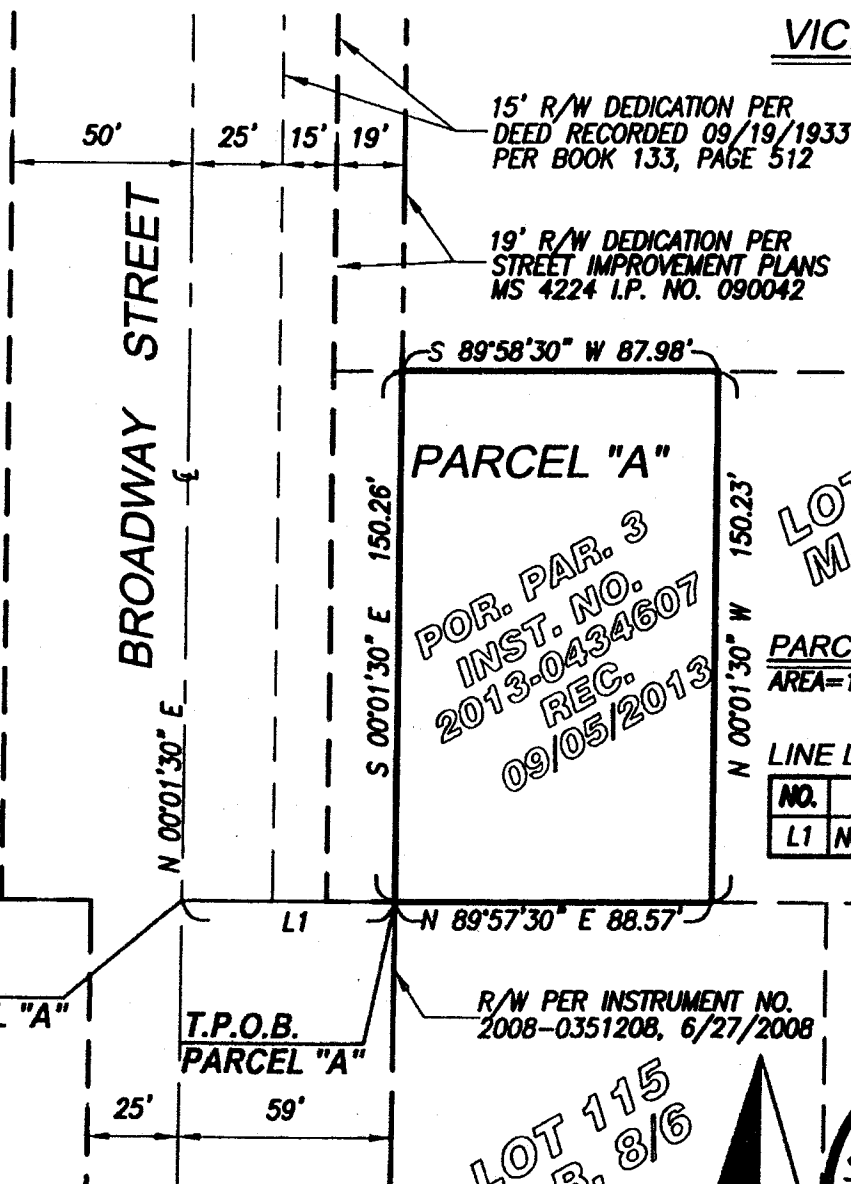 VIC
15' R/W DEDICATION PER
DEED RECORDED 09/19/1933
PER BOOK 133, PAGE 512
50'
25'
15'
19'
19' R/W DEDICATION PER
STREET IMPROVEMENT PLANS
MS 4224 I.P. NO. 090042
BROADWAY STREET
S 89°58'30" W 87.98'
PARCEL "A"
POR. PAR. 3
INST. NO.
2013-0434607
REC.
09/05/2013
S 00°01'30" E 150.26'
N 00°01'30" W 150.23'
LOT
M
PARC
AREA=1
LINE L
NO.
L1 N
N 00°01'30" E
L1
N 89°57'30" E 88.57'
L "A"
T.P.O.B.
PARCEL "A"
R/W PER INSTRUMENT NO.
2008-0351208, 6/27/2008
25'
59'
LOT 115
R. 8/6